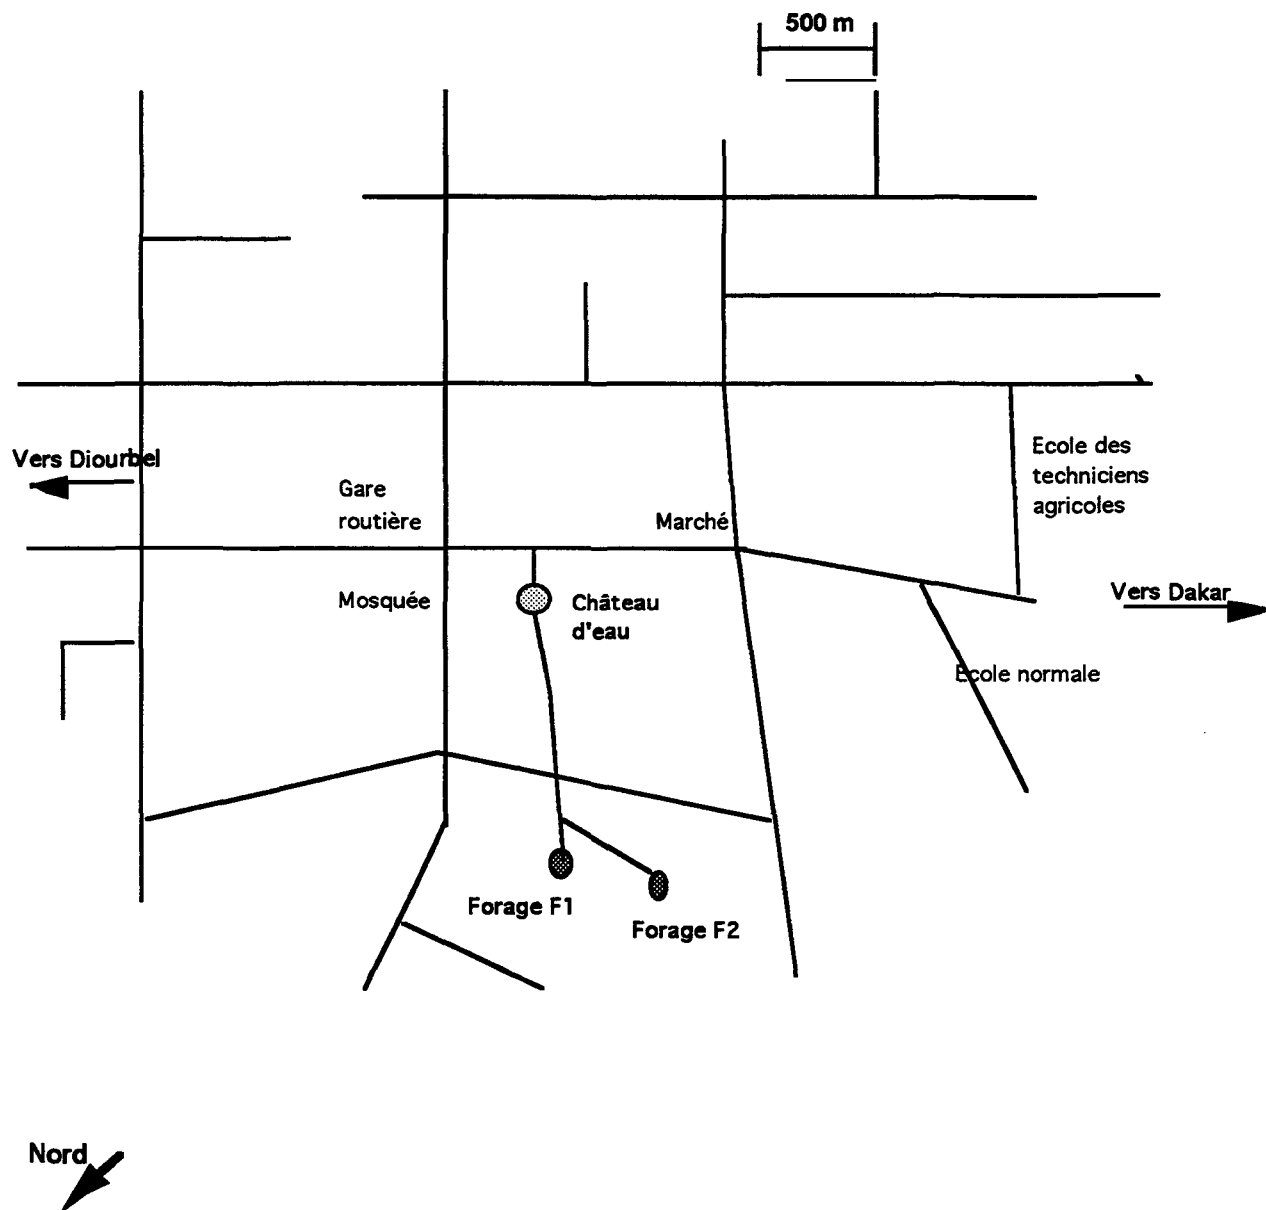 500 m
Vers Diourbel
Gare
routière
Marché
Ecole des
techniciens
agricoles
Mosquée
Château
d'eau
Vers Dakar
Ecole normale
Forage F1
Forage F2
Nord